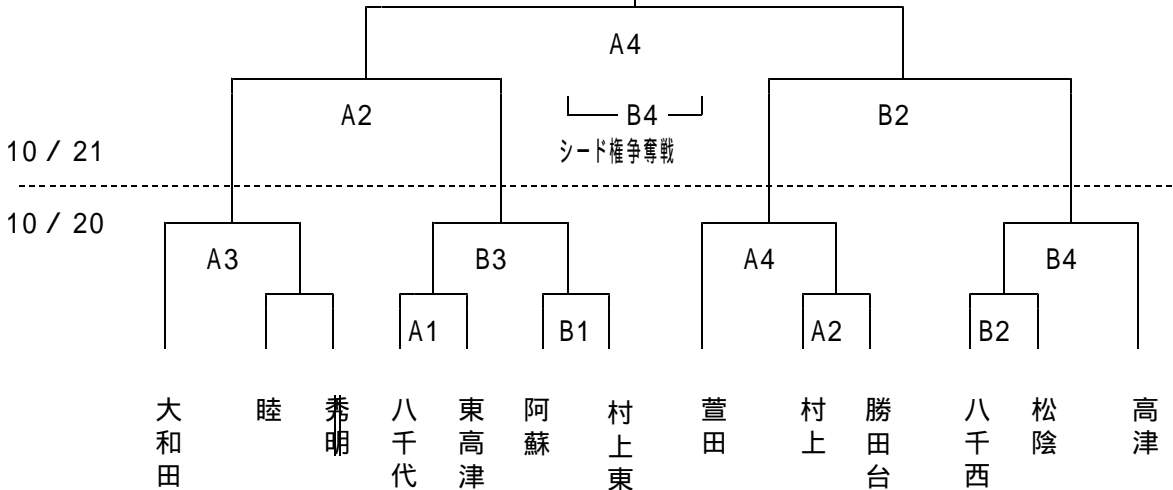 A4
A2
B4
B2
シード権争奪戦
10 / 21
10 / 20
A3
B3
A4
B4
A1
B1
A2
B2
大和田
睦
秀明
八千代
東高津
阿蘇
村上東
萱田
村上
勝田台
八千西
松陰
高津